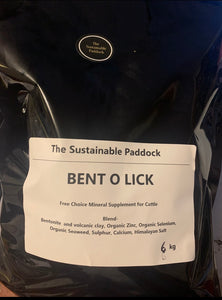 The
Sustainable
Paddock
The Sustainable Paddock
BENT O LICK
Free Choice Mineral Supplement for Cattle
Blend-
Bentonite and volcanic clay, Organic Zinc, Organic Selenium,
Organic Seaweed, Sulphur, Calcium, Himalayan Salt
6 kg